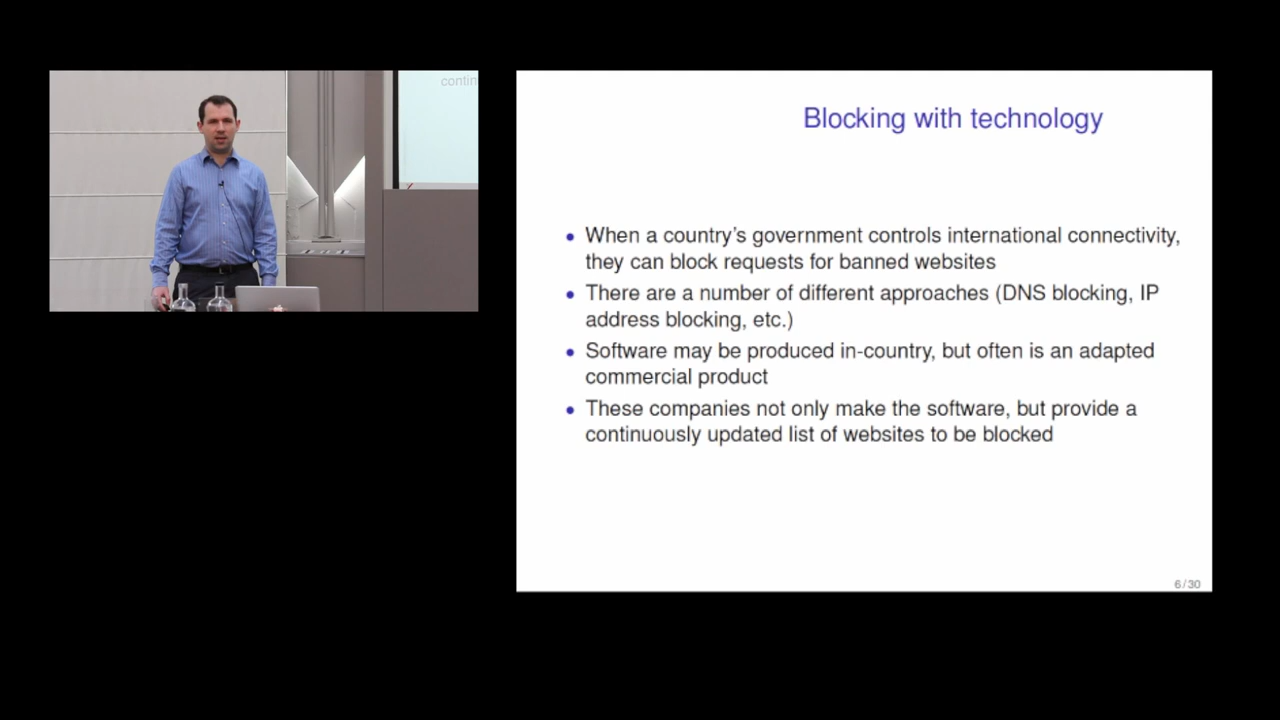 contin
Blocking with technology
• When a country's government controls international connectivity,
they can block requests for banned websites
• There are a number of different approaches (DNS blocking, IP
address blocking, etc.)
• Software may be produced in-country, but often is an adapted
commercial product
• These companies not only make the software, but provide a
continuously updated list of websites to be blocked
6/30